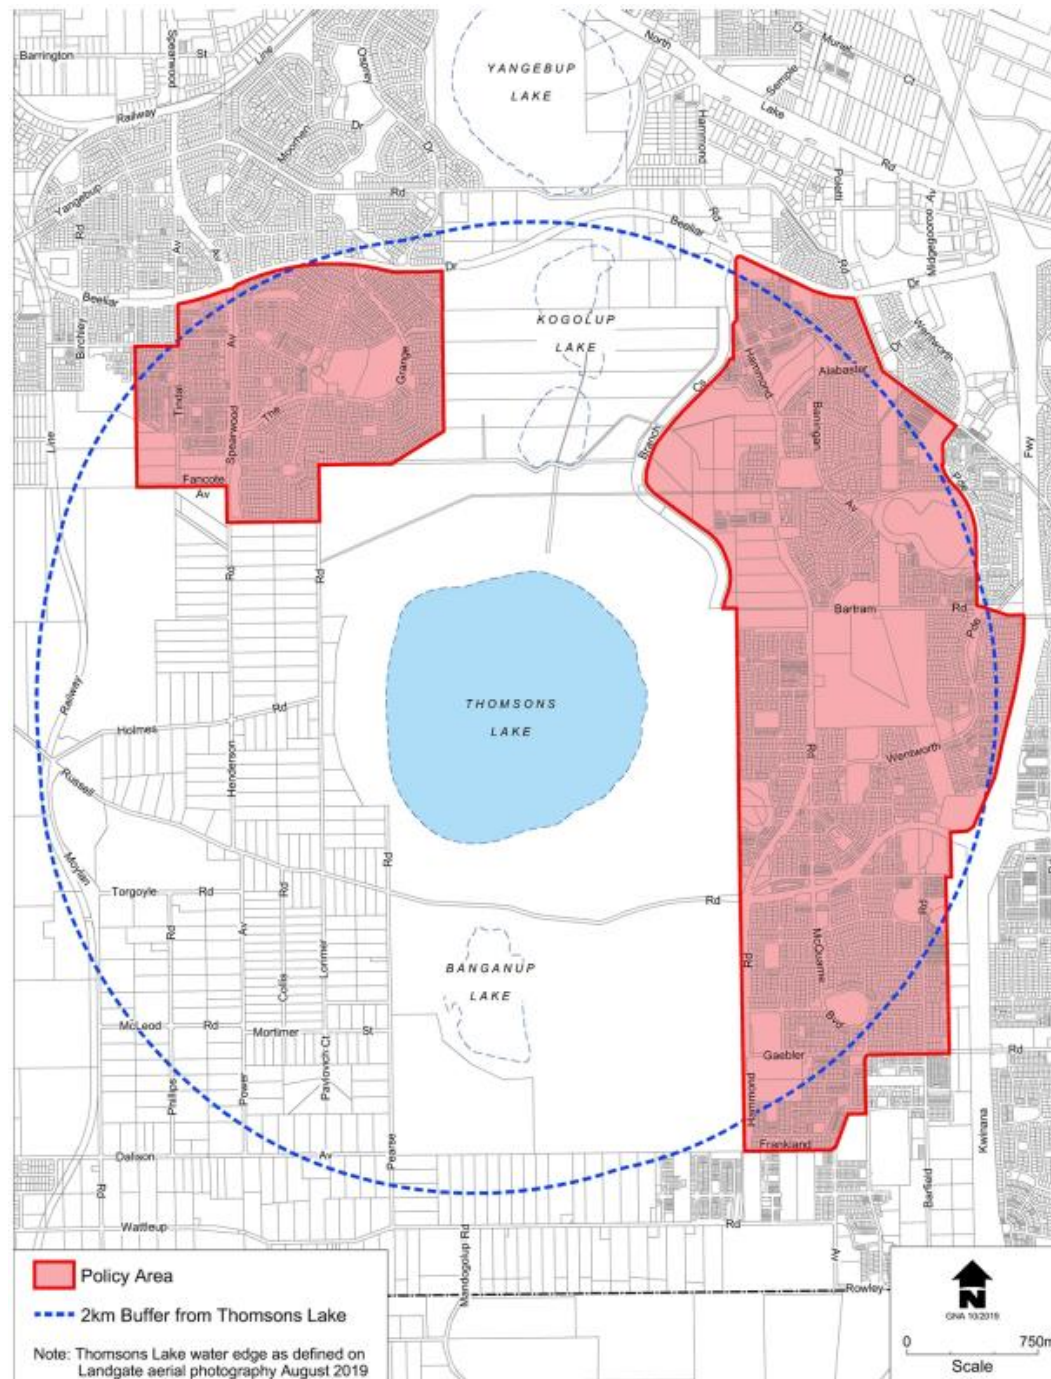 YANGEBUP
LAKE
North
Lake
Rd
Muriel
Ct
Dr
Semple
Barrington
St
Spearwood
Line
Railway
Osprey
Dr
Moorhen
Dr
Rd
Hammond
Rd
Poletti
Rd
Midgegooroo Av
Yangebup
Rd
Av
Av
Beeliar
Dr
Dr
Beeliar
Birchley
KOGOLUP
LAKE
Wentworth
Dr
Hammond
Alabaster
Grange
Av
Tindal
The
Spearwood
Baningan
Branch
Line
Fwy
Pde
Fancote
Av
Av
Rd
Rd
Bartram
Rd
Pde
THOMSONS
LAKE
Railway
Holmes
Rd
Henderson
Rd
Wentworth
Russell
Moylan
Rd
Torgoyle
Rd
Rd
Rd
Rd
Av
Rd
Collis
Lorimer
McQuarrie
Rd
BANGANUP
LAKE
McLeod
Rd
Mortimer
St
Bvd
Gaebler
Rd
Pavlovich Ct
Phillips
Power
Hammond
Pearse
Frankland
Kwinana
Dalison
Av
Barfield
Rd
Wattleup
Rd
Mandogolup Rd
Av
Rowley
Policy Area
2km Buffer from Thomsons Lake
Note: Thomsons Lake water edge as defined on
Landgate aerial photography August 2019
N
GNA 10/2019
0 750m
Scale